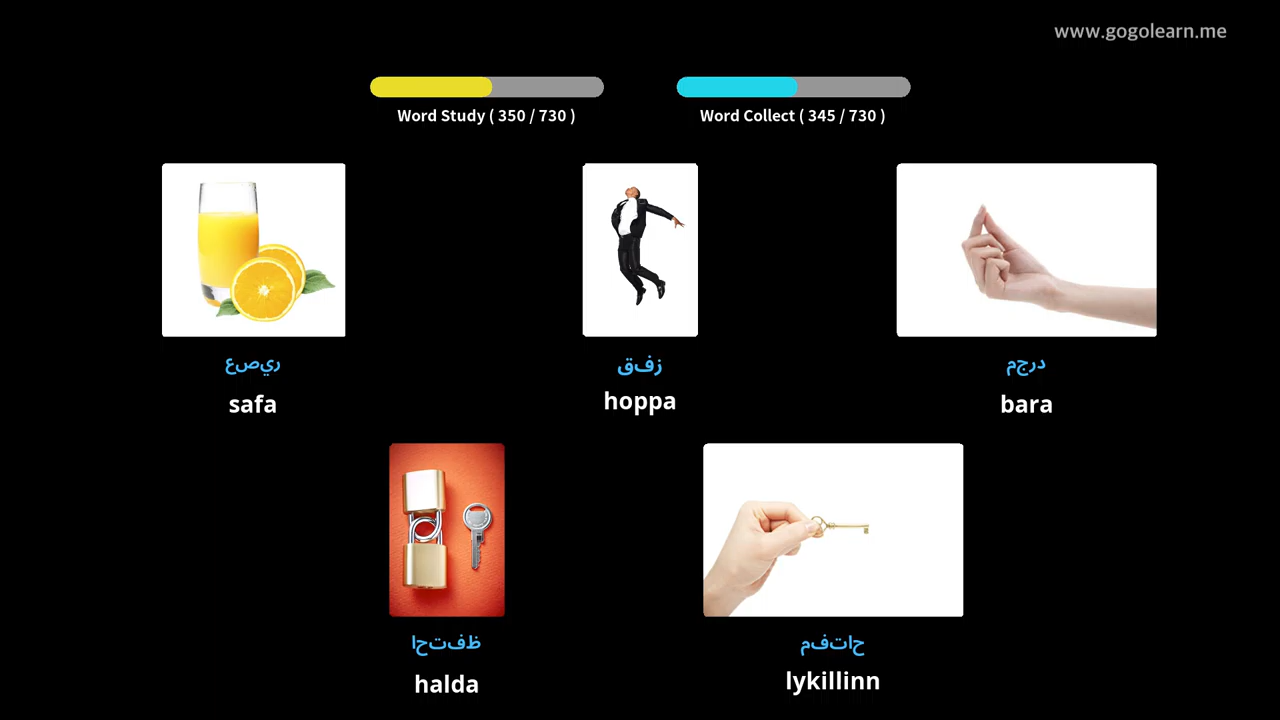 www.gogolearn.me
Word Study ( 350 / 730 )
Word Collect ( 345 / 730 )
عصير
safa
قفز
hoppa
مجرد
bara
احتفظ
halda
مفتاح
lykillinn